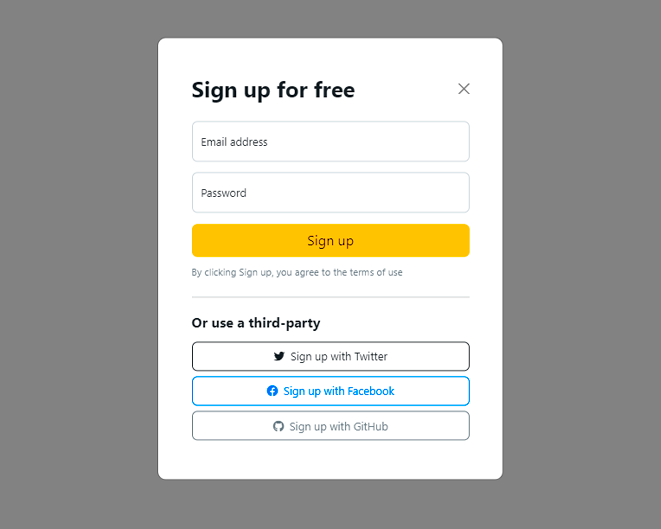 Sign up for free
Email address
Password
Sign up
By clicking Sign up, you agree to the terms of use
Or use a third-party
Sign up with Twitter
Sign up with Facebook
Sign up with GitHub